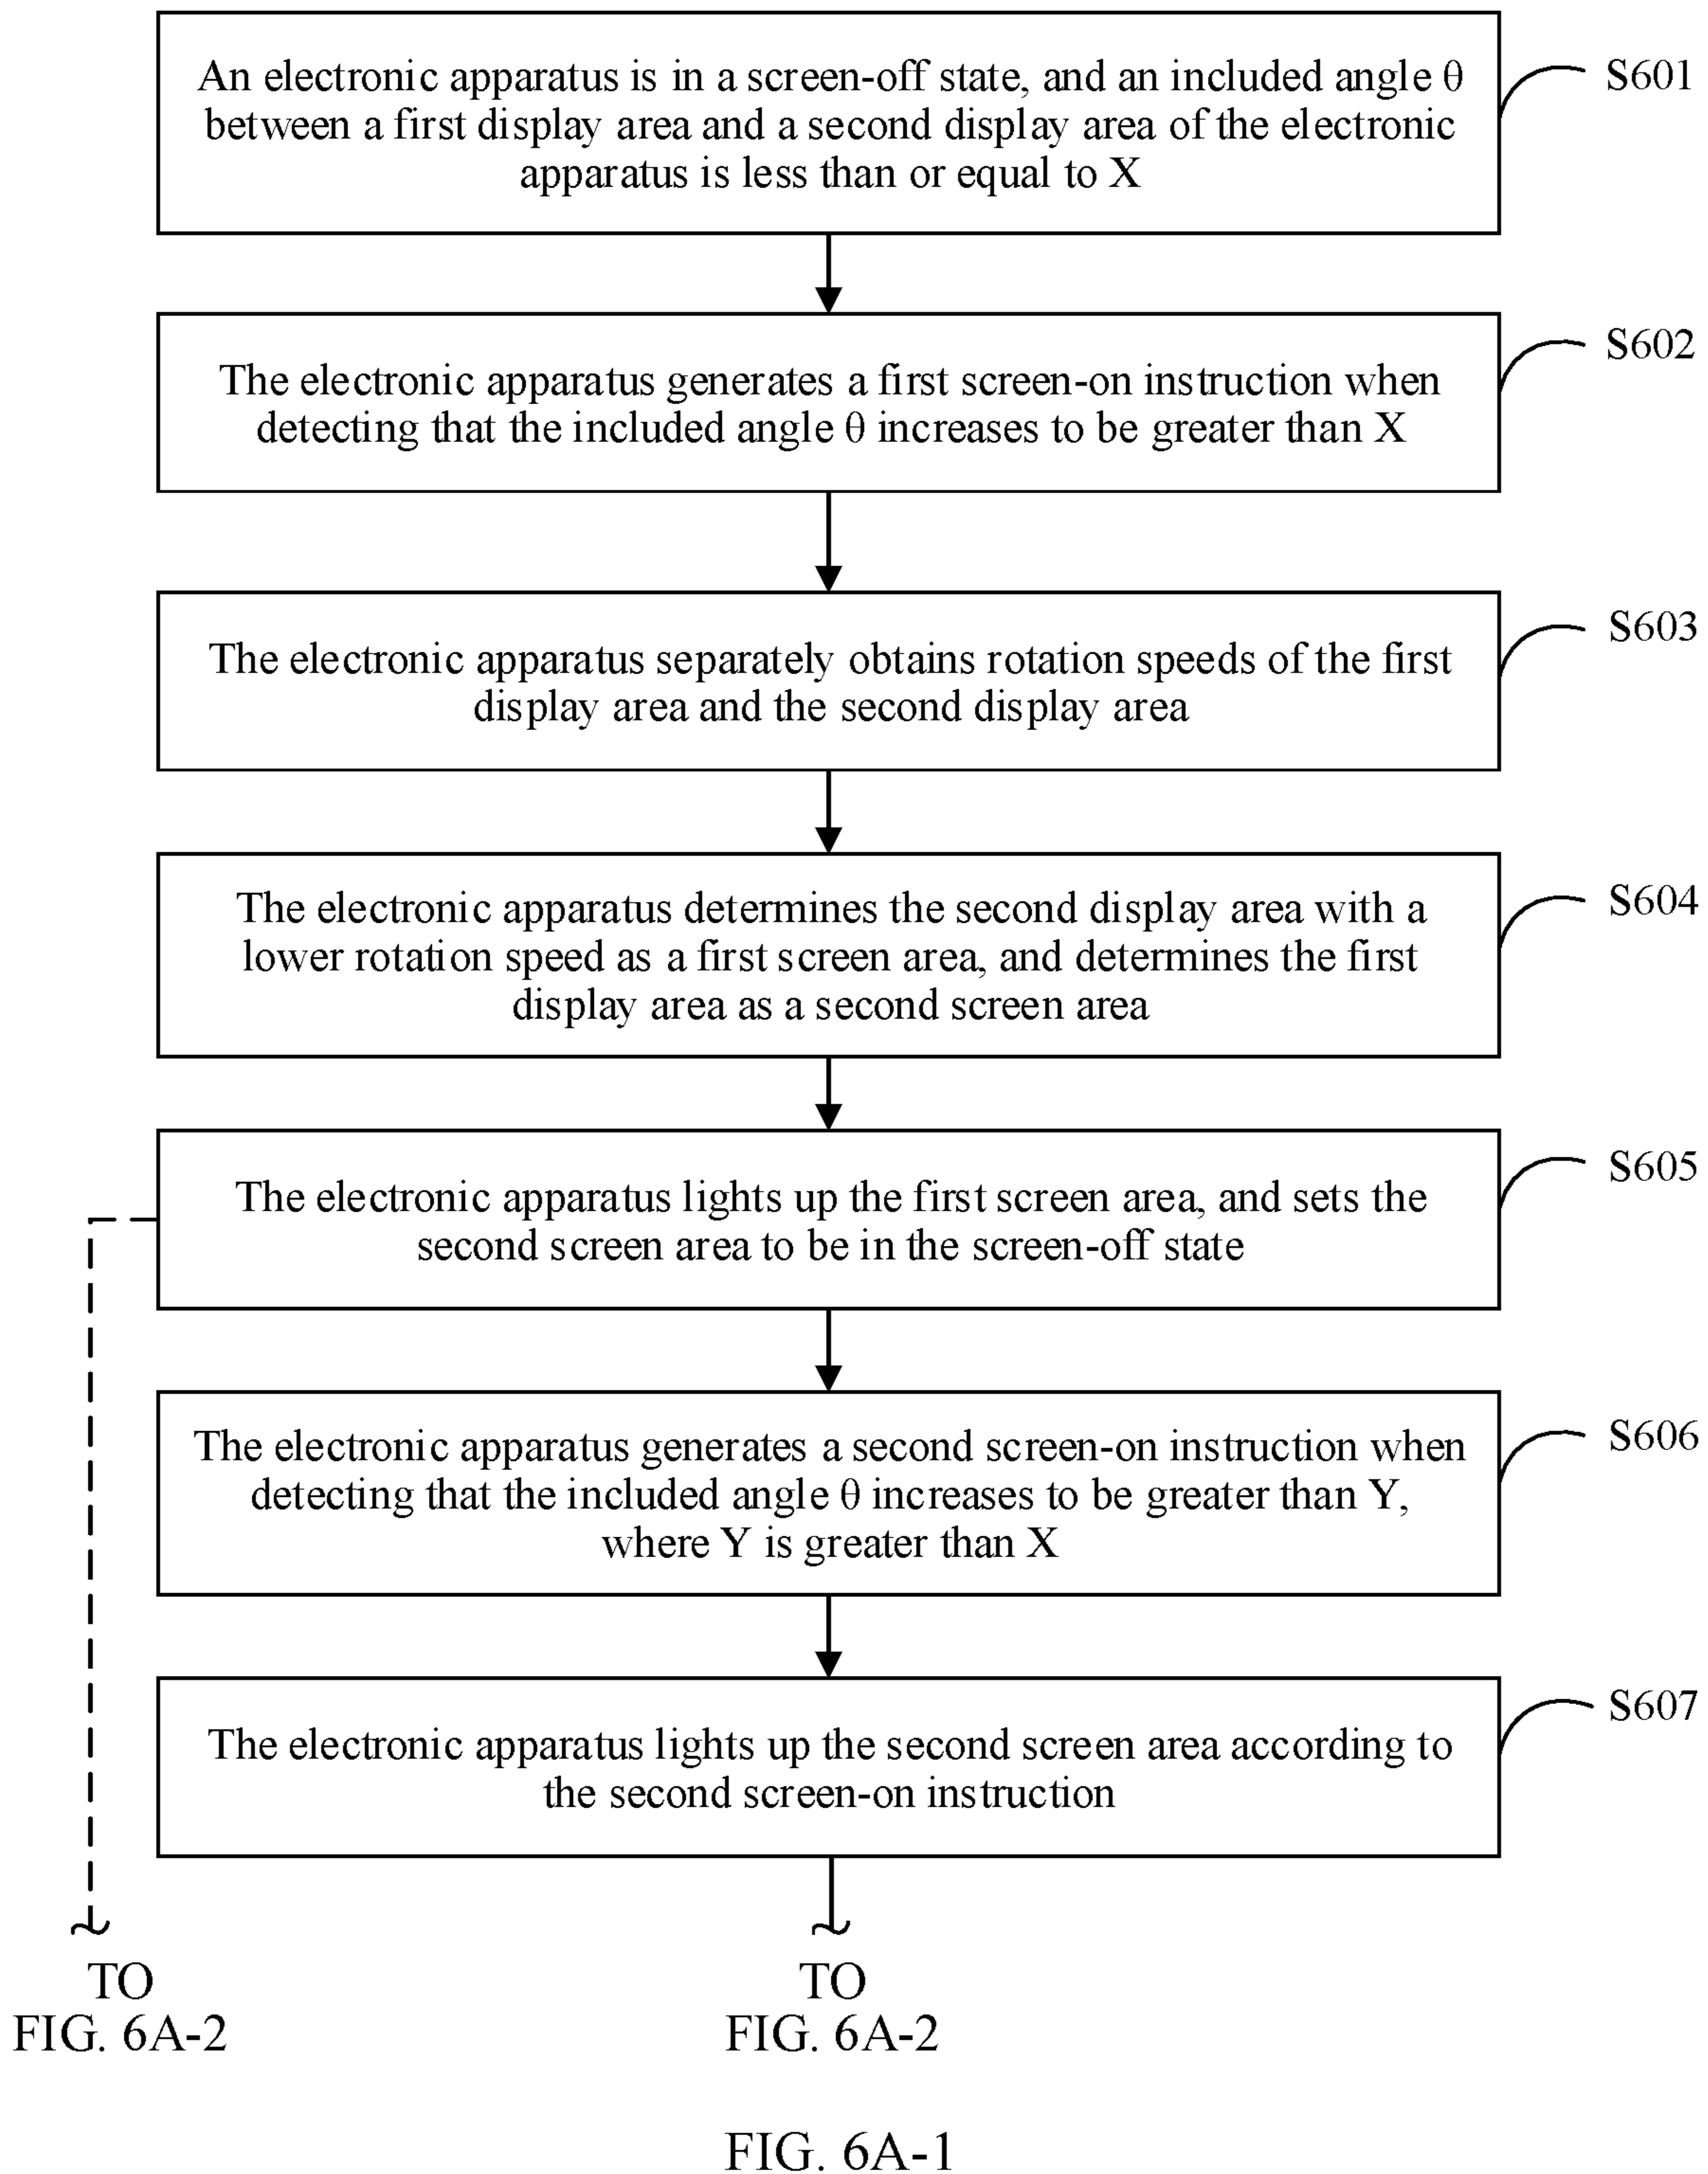 An electronic apparatus is in a screen-off state, and an included angle θ
between a first display area and a second display area of the electronic
apparatus is less than or equal to X
S601
The electronic apparatus generates a first screen-on instruction when
detecting that the included angle θ increases to be greater than X
S602
The electronic apparatus separately obtains rotation speeds of the first
display area and the second display area
S603
The electronic apparatus determines the second display area with a
lower rotation speed as a first screen area, and determines the first
display area as a second screen area
S604
The electronic apparatus lights up the first screen area, and sets the
second screen area to be in the screen-off state
S605
The electronic apparatus generates a second screen-on instruction when
detecting that the included angle θ increases to be greater than Y,
where Y is greater than X
S606
The electronic apparatus lights up the second screen area according to
the second screen-on instruction
S607
TO
FIG. 6A-2
TO
FIG. 6A-2
FIG. 6A-1